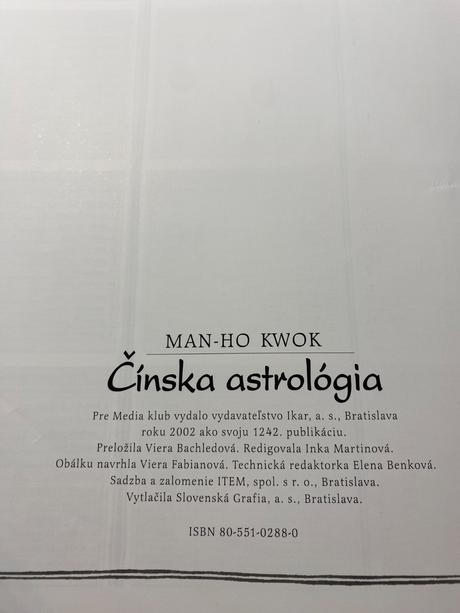 MAN-HO KWOK
Čínska astrológia
Pre Media klub vydalo vydavateľstvo Ikar, a. s., Bratislava
roku 2002 ako svoju 1242. publikáciu.
Preložila Viera Bachledová. Redigovala Inka Martinová.
Obálku navrhla Viera Fabianová. Technická redaktorka Elena Benková.
Sadzba a zalomenie ITEM, spol. s r. o., Bratislava.
Vytlačila Slovenská Grafia, a. s., Bratislava.
ISBN 80-551-0288-0